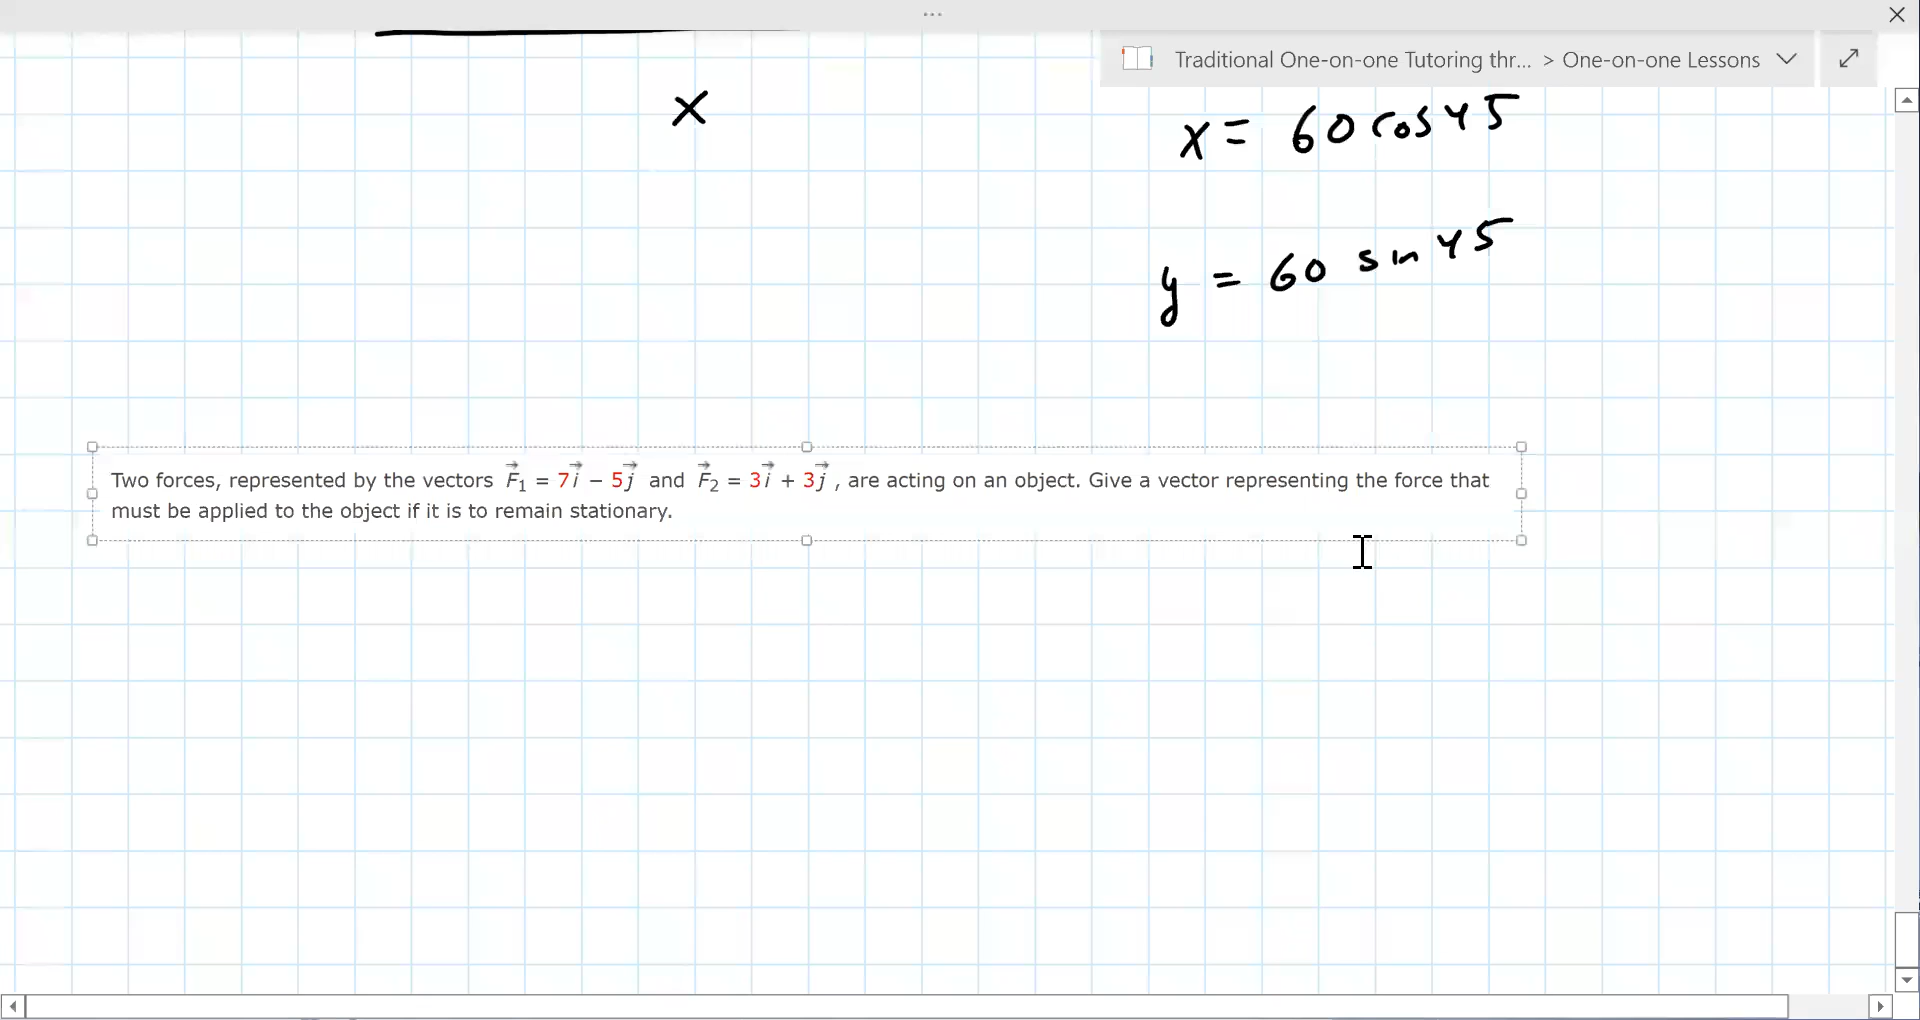 Traditional One-on-one Tutoring thr... > One-on-one Lessons
x
x = 60 cos 45
y = 60 sin 45
Two forces, represented by the vectors F⃗₁ = 7i⃗ − 5j⃗ and F⃗₂ = 3i⃗ + 3j⃗ , are acting on an object. Give a vector representing the force that
must be applied to the object if it is to remain stationary.